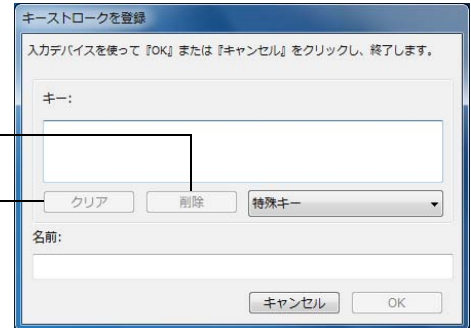 キーストロークを登録
入力デバイスを使って『OK』または『キャンセル』をクリックし、終了します。
キー:
クリア 削除 特殊キー
名前:
キャンセル OK